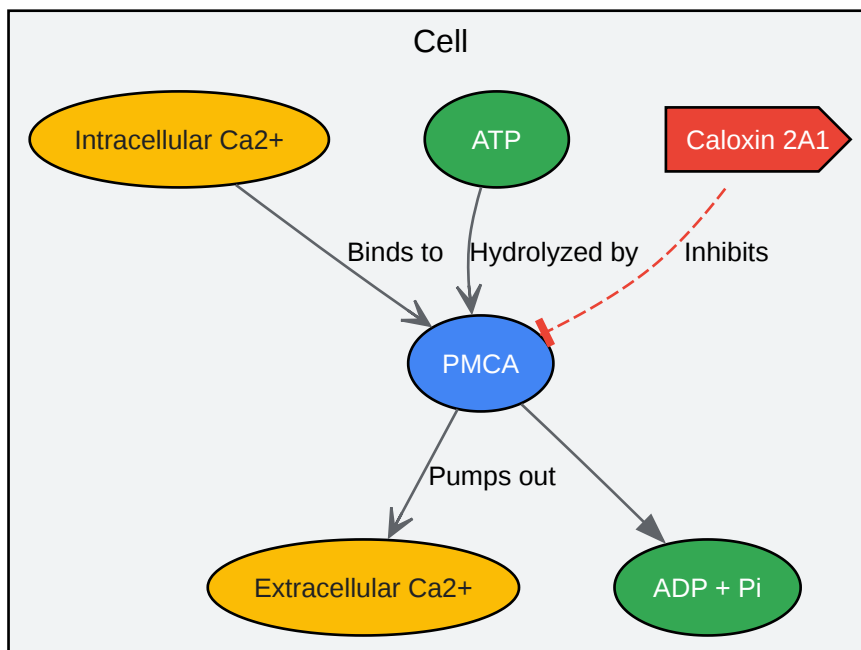 Cell
Intracellular Ca2+
ATP
Caloxin 2A1
Binds to
Hydrolyzed by
Inhibits
PMCA
Pumps out
Extracellular Ca2+
ADP + Pi